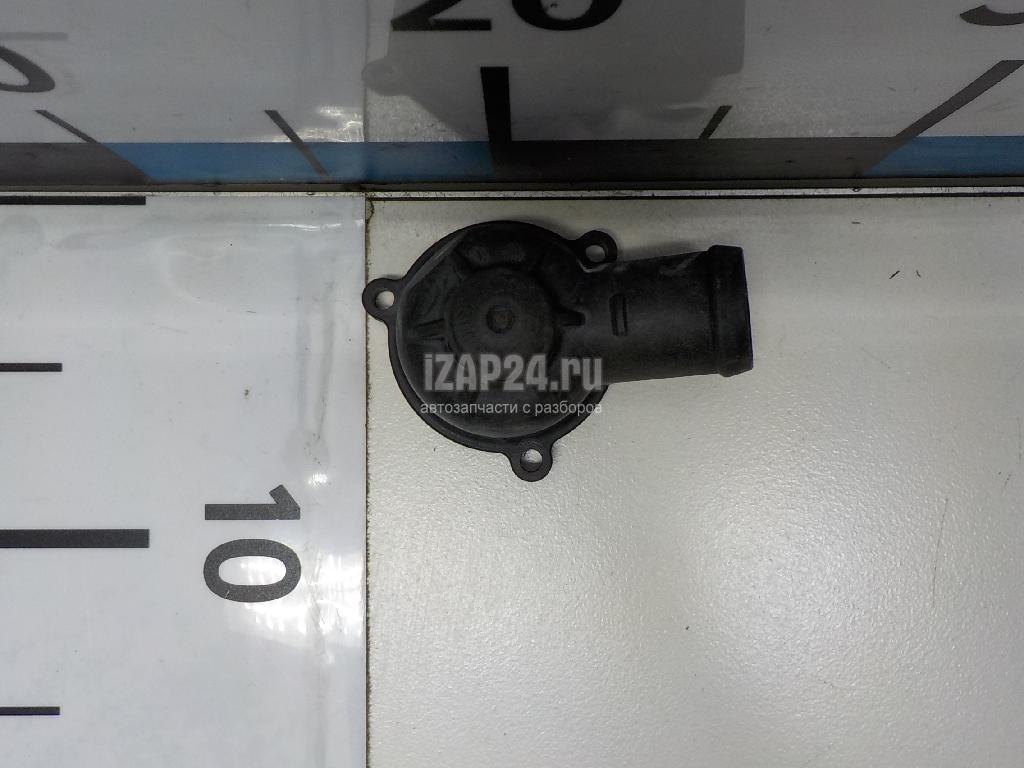 20
iZAP24.ru
автозапчасти с разборов
10